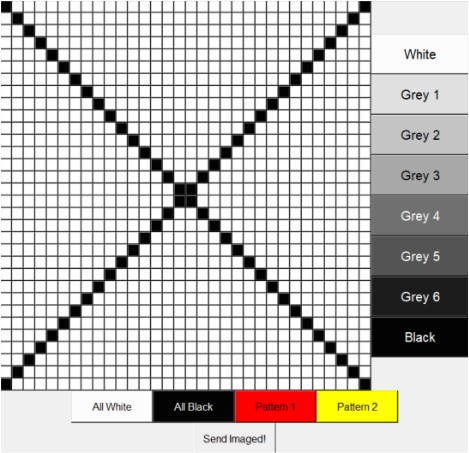 White
Grey 1
Grey 2
Grey 3
Grey 4
Grey 5
Grey 6
Black
All White
All Black
Pattern 1
Pattern 2
Send Imaged!